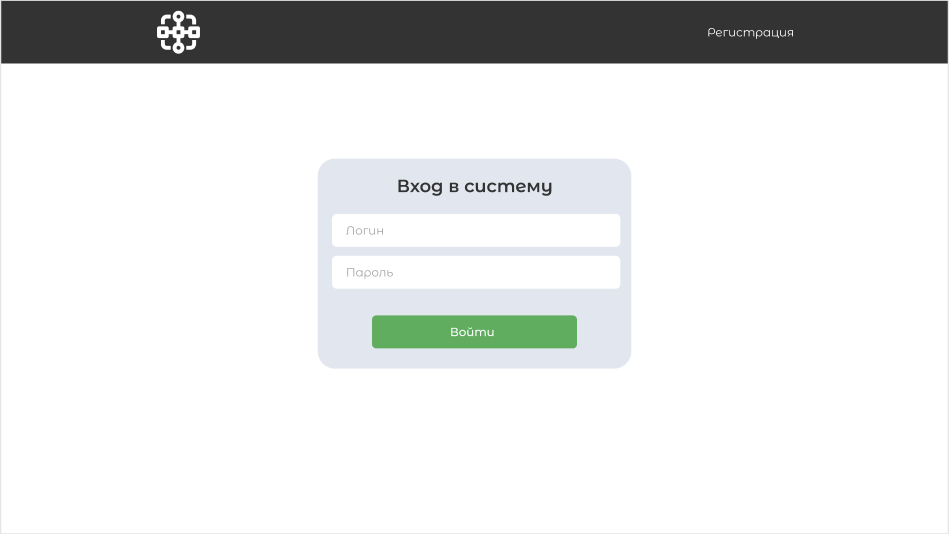 Регистрация
Вход в систему
Логин
Пароль
Войти